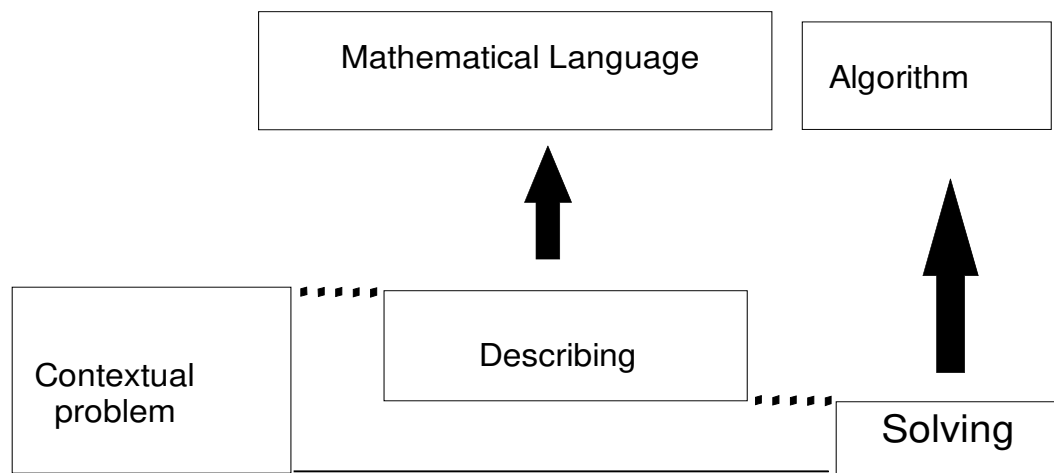 Mathematical Language
Algorithm
Describing
Contextual
problem
Solving